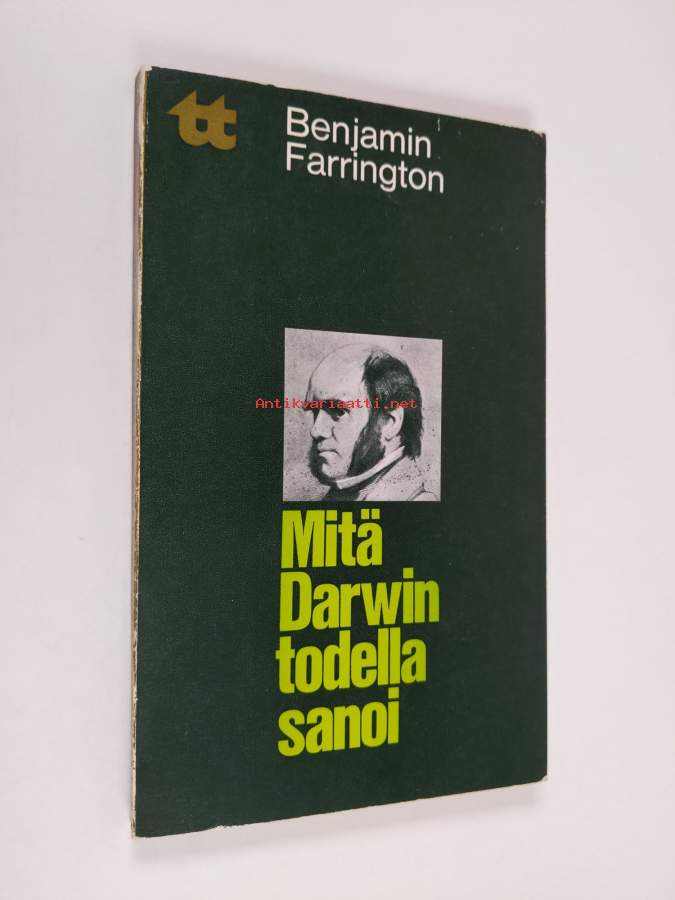 tt
Benjamin
Farrington
Antikvariaatti.net
Mitä
Darwin
todella
sanoi